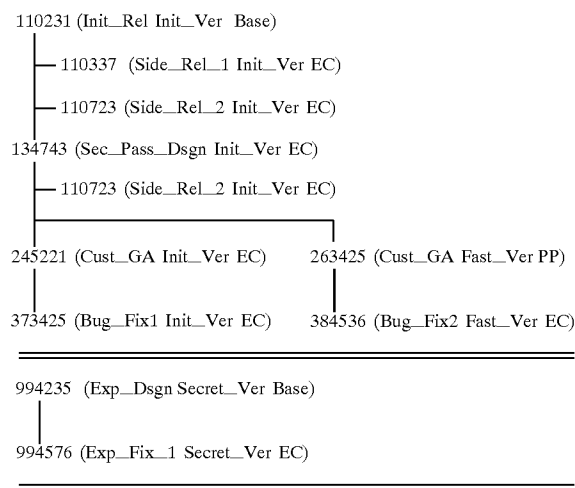 110231 (Init_Rel Init_Ver Base)
110337 (Side_Rel_1 Init_Ver EC)
110723 (Side_Rel_2 Init_Ver EC)
134743 (Sec_Pass_Dsgn Init_Ver EC)
110723 (Side_Rel_2 Init_Ver EC)
245221 (Cust_GA Init_Ver EC) 263425 (Cust_GA Fast_Ver PP)
373425 (Bug_Fix1 Init_Ver EC) 384536 (Bug_Fix2 Fast_Ver EC)
994235 (Exp_Dsgn Secret_Ver Base)
994576 (Exp_Fix_1 Secret_Ver EC)